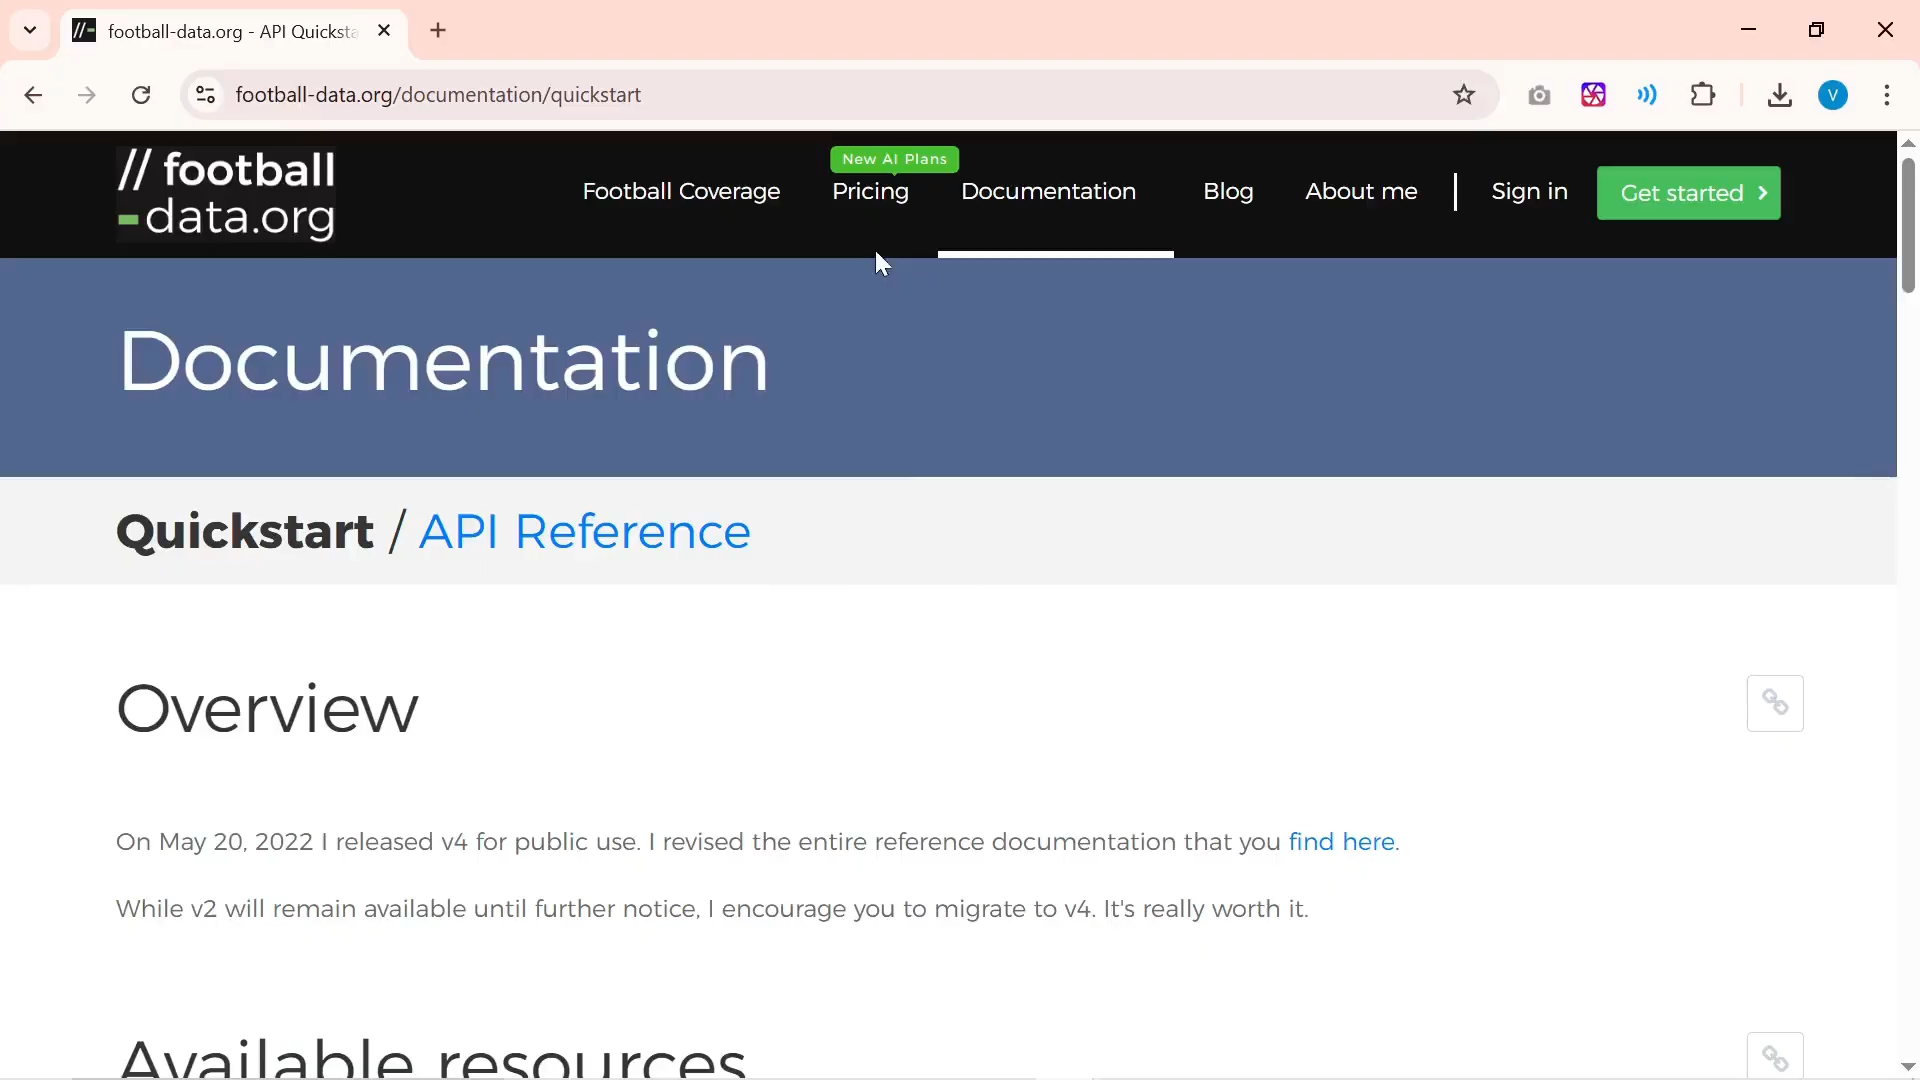 football-data.org - API Quicksta
football-data.org/documentation/quickstart
V
// football
-data.org
New AI Plans
Football Coverage
Pricing
Documentation
Blog
About me
Sign in
Get started
Documentation
Quickstart / API Reference
Overview
On May 20, 2022 I released v4 for public use. I revised the entire reference documentation that you find here.
While v2 will remain available until further notice, I encourage you to migrate to v4. It's really worth it.
Available resources